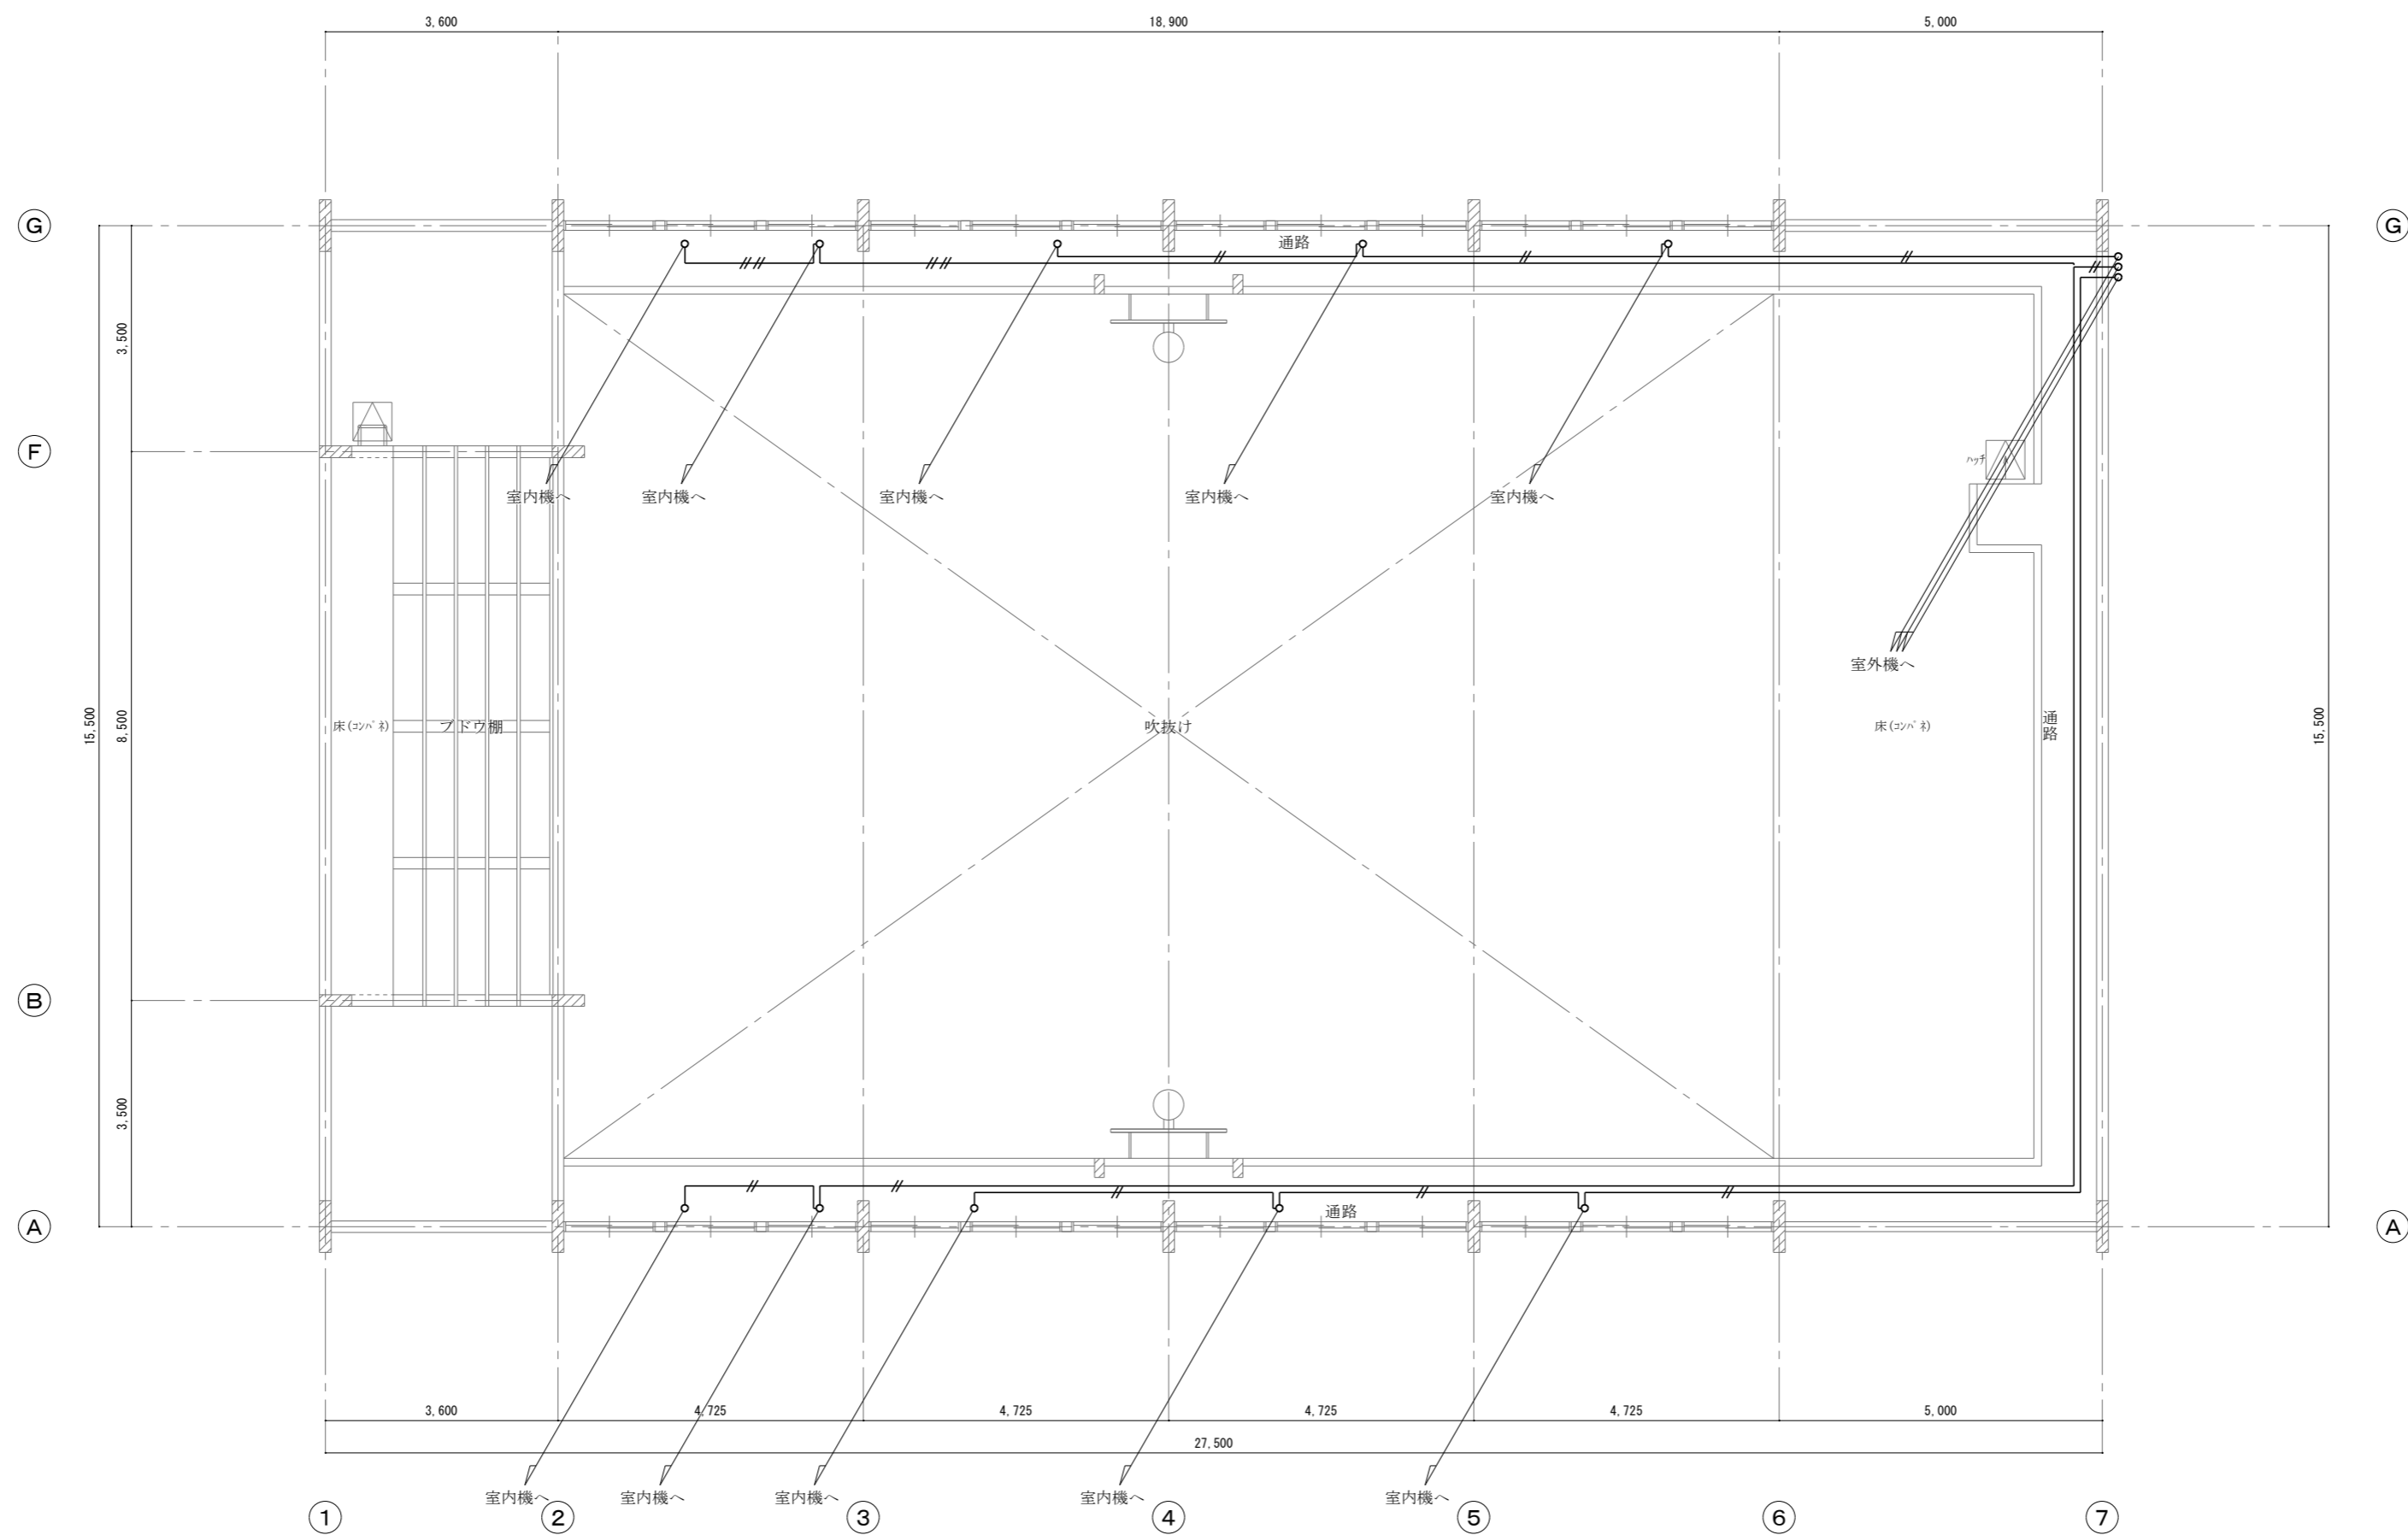 3,600
18,900
5,000
G
G
通路
3,500
F
ハッチ
室内機へ
室内機へ
室内機へ
室内機へ
室内機へ
室外機へ
15,500
8,500
床(コンパネ)
ブドウ棚
吹抜け
床(コンパネ)
通路
15,500
B
3,500
通路
A
A
3,600
4,725
4,725
4,725
4,725
5,000
27,500
室内機へ
室内機へ
室内機へ
室内機へ
室内機へ
1
2
3
4
5
6
7